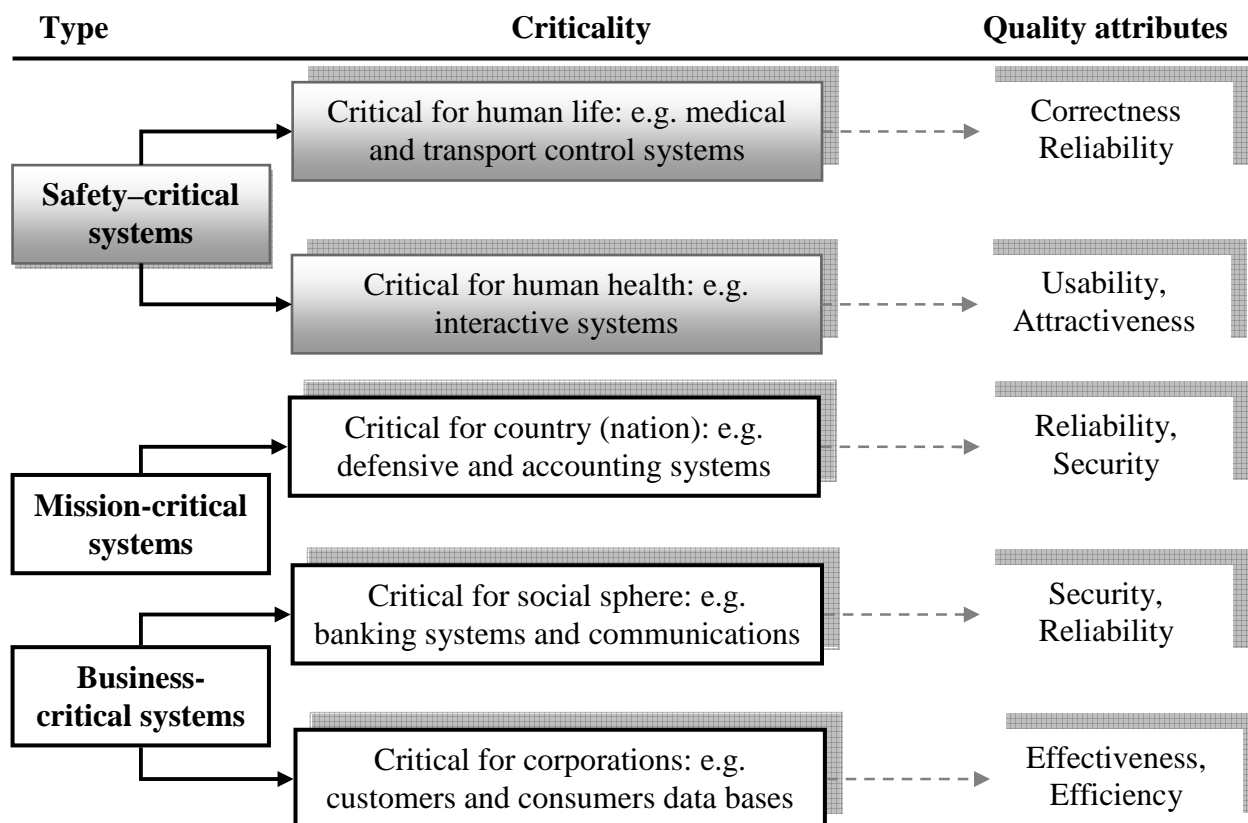 Type Criticality Quality attributes
Critical for human life: e.g. medical
and transport control systems
Correctness
Reliability
Safety–critical
systems
Critical for human health: e.g.
interactive systems
Usability,
Attractiveness
Critical for country (nation): e.g.
defensive and accounting systems
Reliability,
Security
Mission-critical
systems
Critical for social sphere: e.g.
banking systems and communications
Security,
Reliability
Business-
critical systems
Critical for corporations: e.g.
customers and consumers data bases
Effectiveness,
Efficiency